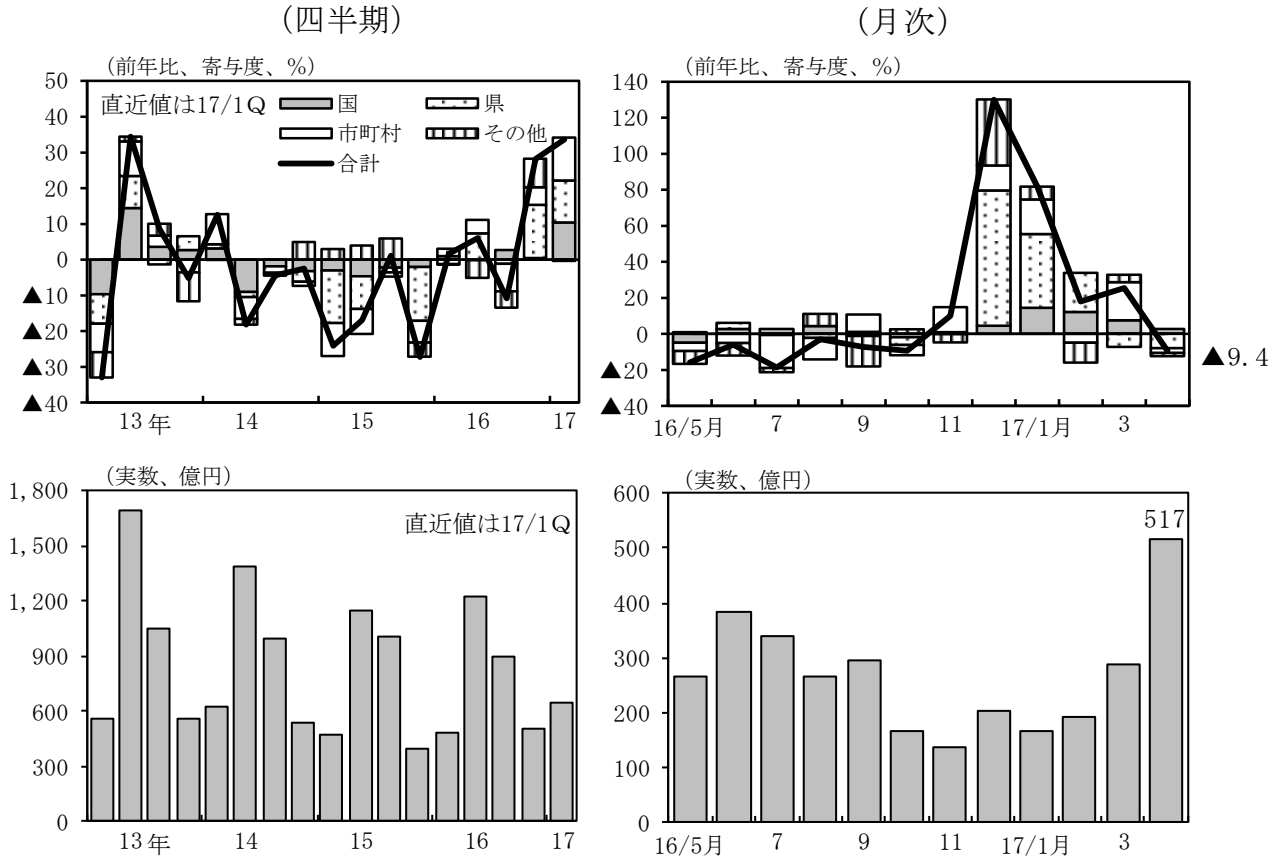 (四半期)
(前年比、寄与度、%)
直近値は17/1Q
国
県
市町村
その他
合計
50
40
30
20
10
0
▲10
▲20
▲30
▲40
13年
14
15
16
17
(月次)
(前年比、寄与度、%)
140
120
100
80
60
40
20
0
▲20
▲40
▲9.4
16/5月
7
9
11
17/1月
3
(実数、億円)
直近値は17/1Q
1,800
1,500
1,200
900
600
300
0
13年
14
15
16
17
(実数、億円)
517
600
500
400
300
200
100
0
16/5月
7
9
11
17/1月
3